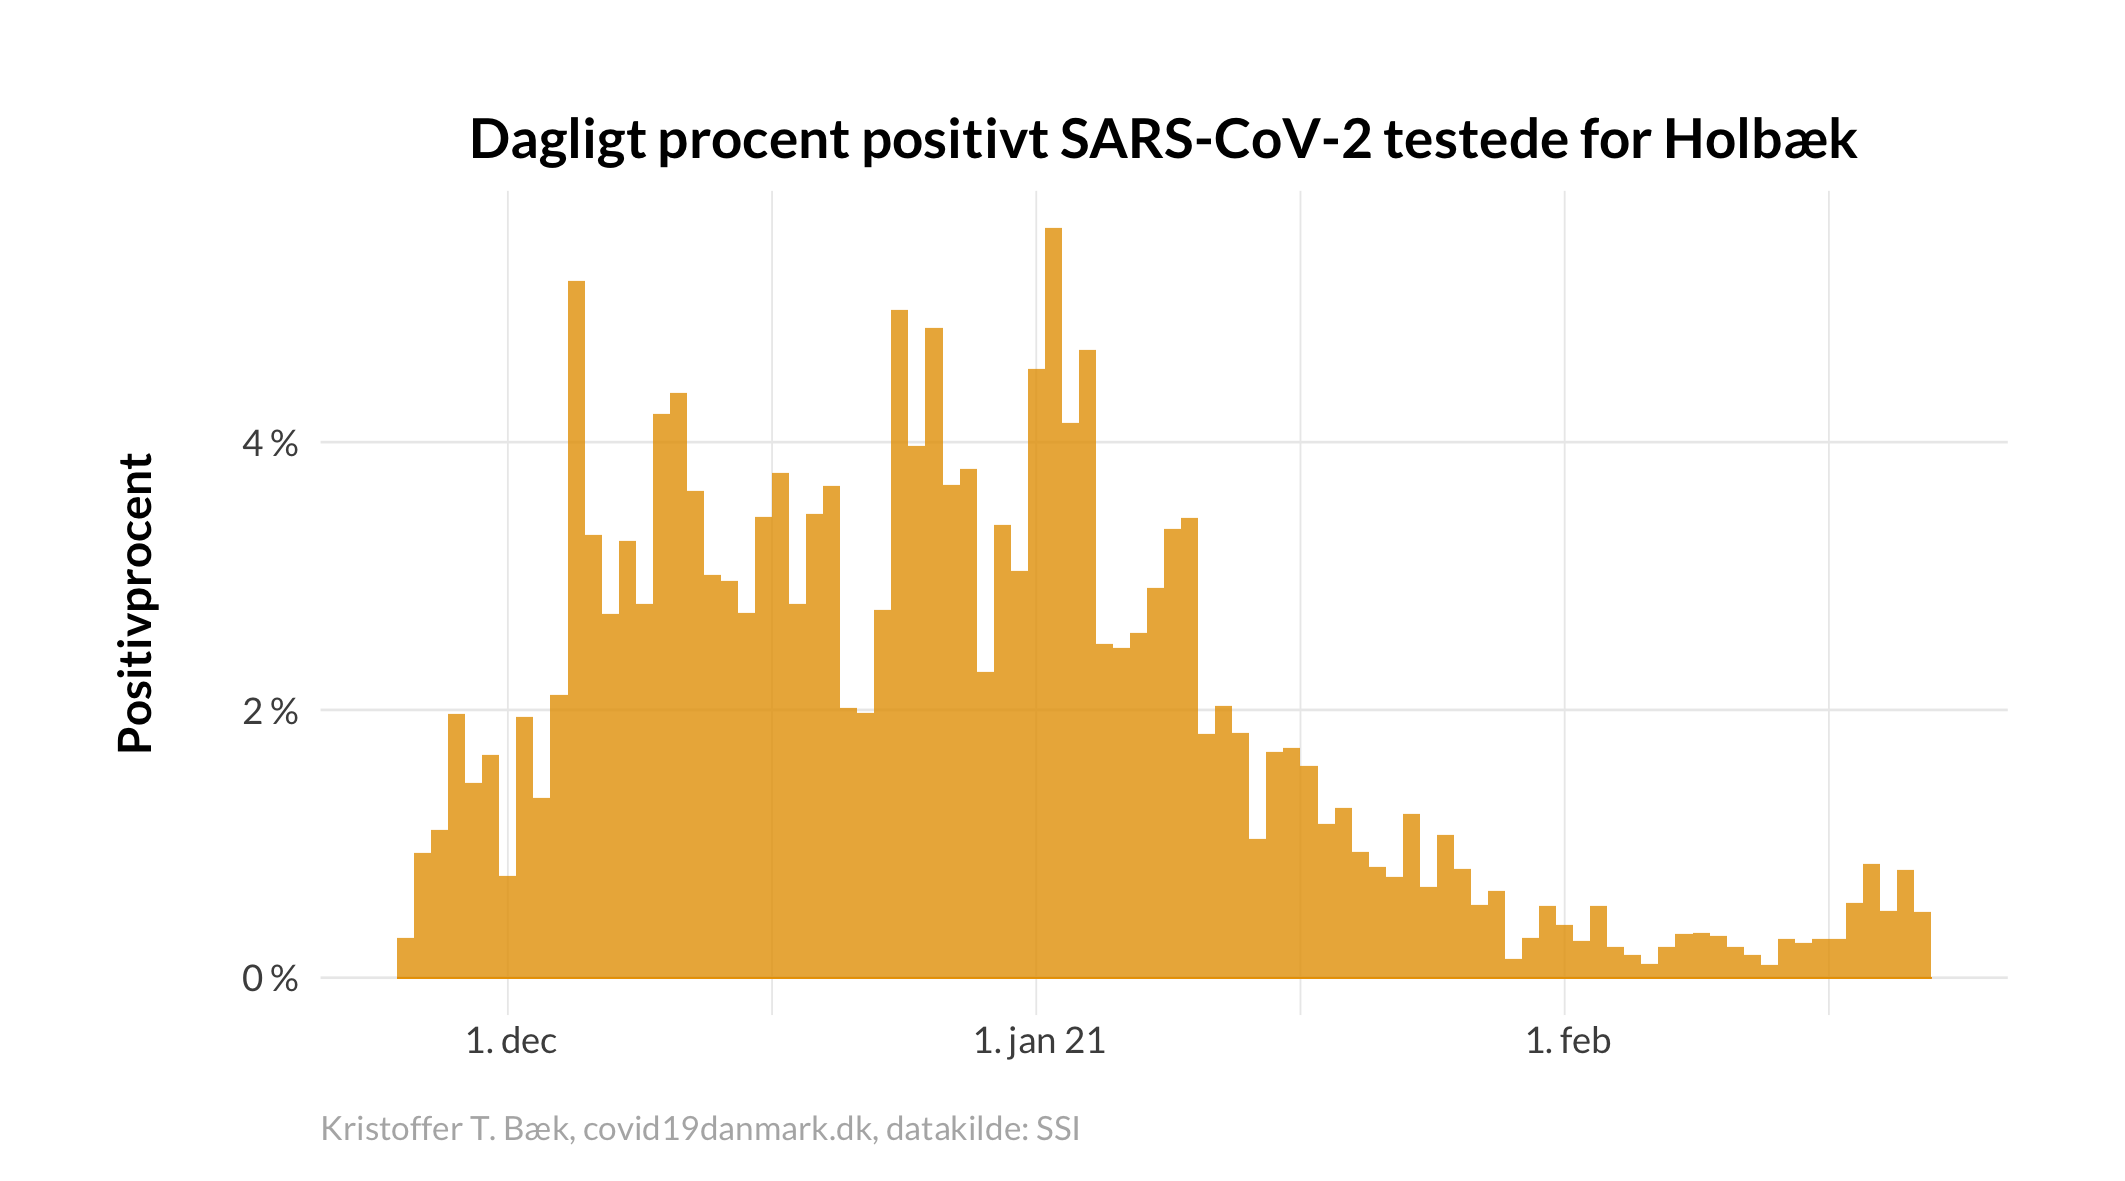 Dagligt procent positivt SARS-CoV-2 testede for Holbæk
Positivprocent
4 %
2 %
0 %
1. dec
1. jan 21
1. feb
Kristoffer T. Bæk, covid19danmark.dk, datakilde: SSI